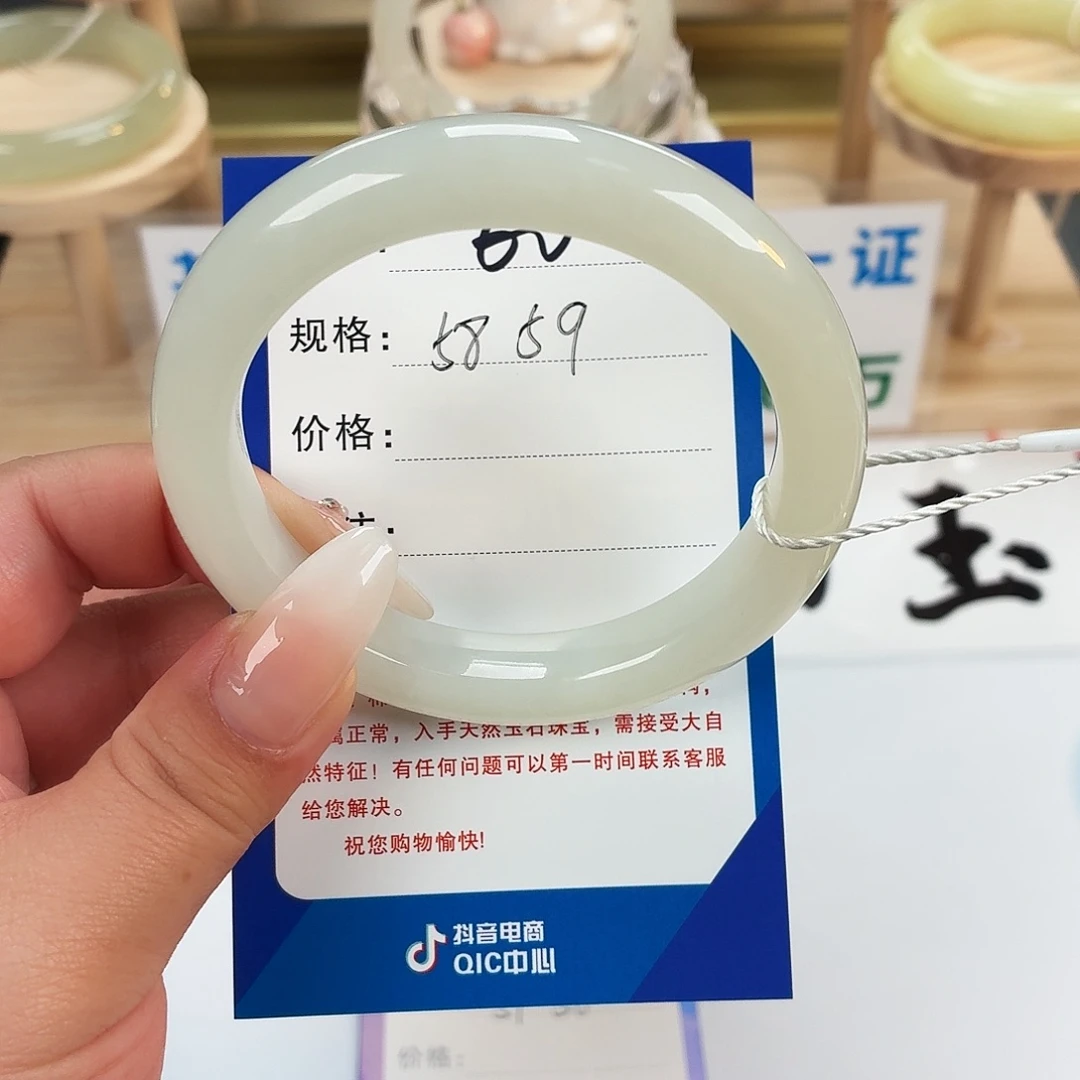 规格: 58 59
价格:
注:
属正常，入手天然玉石珠宝，需接受大自
然特征！有任何问题可以第一时间联系客服
给您解决。
祝您购物愉快!
抖音电商
QIC中心
证
玉
价格: